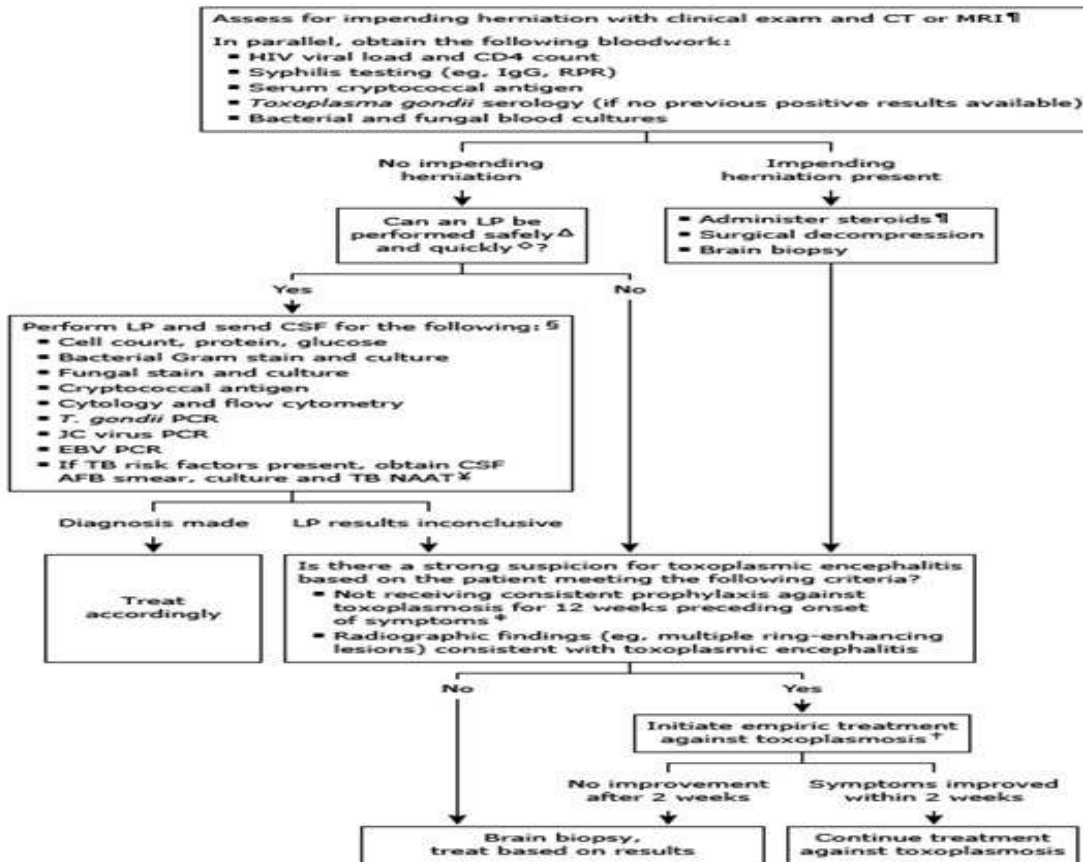 Assess for impending herniation with clinical exam and CT or MRI¶
In parallel, obtain the following bloodwork:
▪ HIV viral load and CD4 count
▪ Syphilis testing (eg, IgG, RPR)
▪ Serum cryptococcal antigen
▪ Toxoplasma gondii serology (if no previous positive results available)
▪ Bacterial and fungal blood cultures
No impending
herniation
Impending
herniation present
Can an LP be
performed safelyΔ
and quickly◇?
▪ Administer steroids¶
▪ Surgical decompression
▪ Brain biopsy
Yes
No
Perform LP and send CSF for the following:§
▪ Cell count, protein, glucose
▪ Bacterial Gram stain and culture
▪ Fungal stain and culture
▪ Cryptococcal antigen
▪ Cytology and flow cytometry
▪ T. gondii PCR
▪ JC virus PCR
▪ EBV PCR
▪ If TB risk factors present, obtain CSF
AFB smear, culture and TB NAAT¥
Diagnosis made
LP results inconclusive
Treat
accordingly
Is there a strong suspicion for toxoplasmic encephalitis
based on the patient meeting the following criteria?
▪ Not receiving consistent prophylaxis against
toxoplasmosis for 12 weeks preceding onset
of symptoms‡
▪ Radiographic findings (eg, multiple ring-enhancing
lesions) consistent with toxoplasmic encephalitis
No
Yes
Initiate empiric treatment
against toxoplasmosis†
No improvement
after 2 weeks
Symptoms improved
within 2 weeks
Brain biopsy,
treat based on results
Continue treatment
against toxoplasmosis